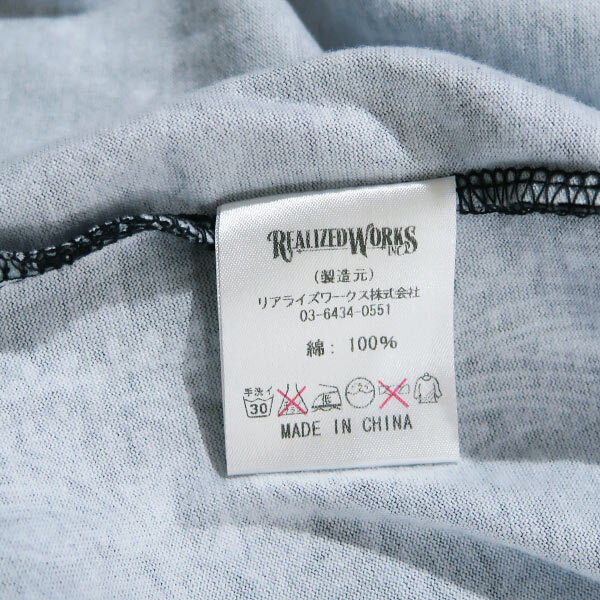 REALIZEDWORKS
INC.
(製造元)
リアライズワークス株式会社
03-6434-0551
綿: 100%
手洗イ
30
低
MADE IN CHINA